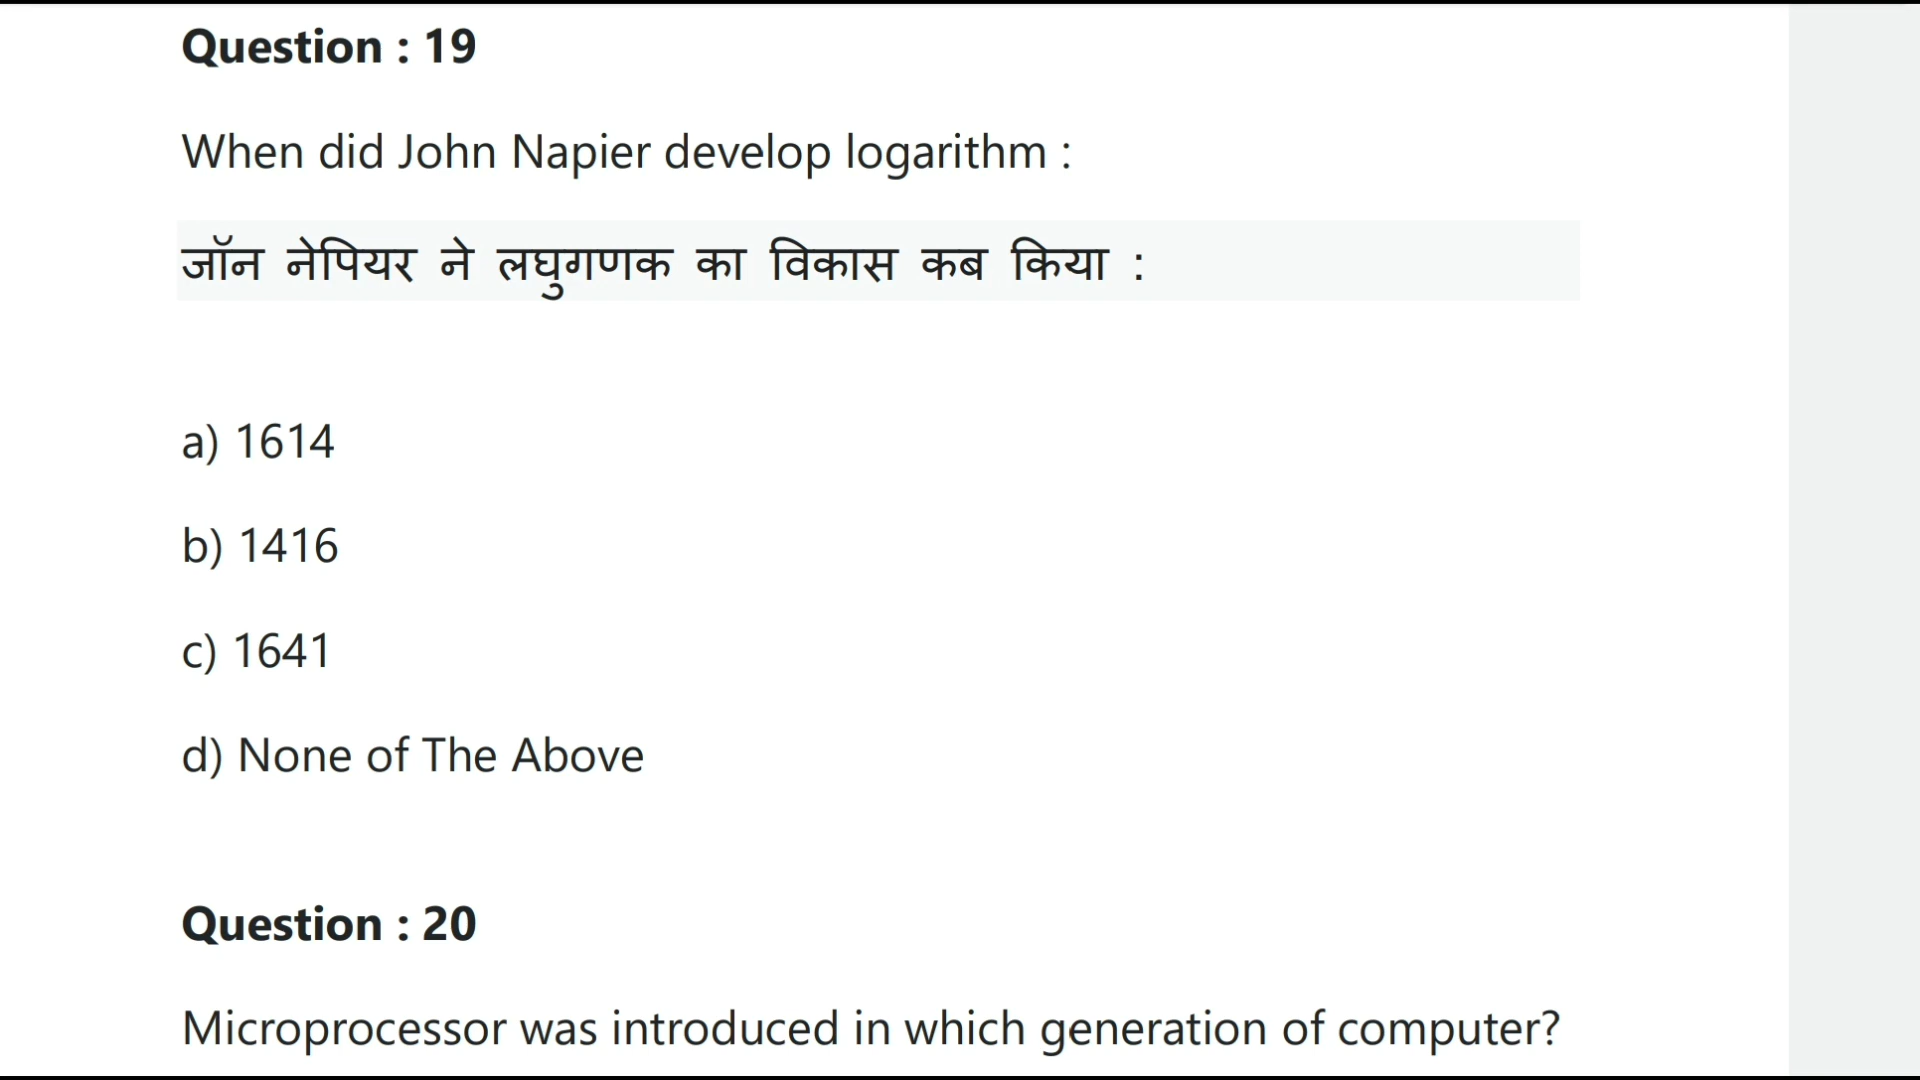 Question : 19
When did John Napier develop logarithm :
जॉन नेपियर ने लघुगणक का विकास कब किया :
a) 1614
b) 1416
c) 1641
d) None of The Above
Question : 20
Microprocessor was introduced in which generation of computer?